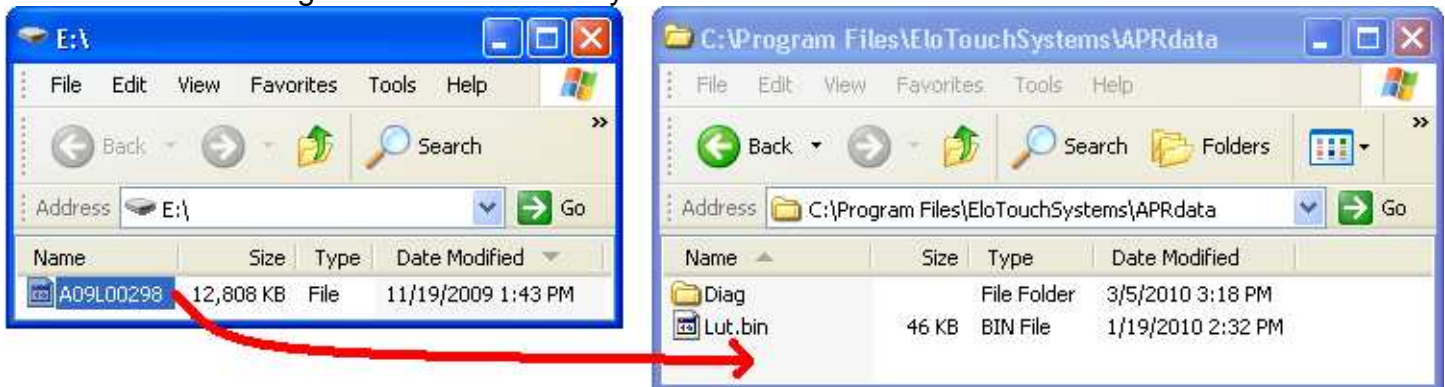 E:\
File Edit View Favorites Tools Help
Back Search »
Address E:\ Go
Name Size Type Date Modified
A09L00298 12,808 KB File 11/19/2009 1:43 PM
C:\Program Files\EloTouchSystems\APRdata
File Edit View Favorites Tools Help
Back Search Folders »
Address C:\Program Files\EloTouchSystems\APRdata Go
Name Size Type Date Modified
Diag File Folder 3/5/2010 3:18 PM
Lut.bin 46 KB BIN File 1/19/2010 2:32 PM